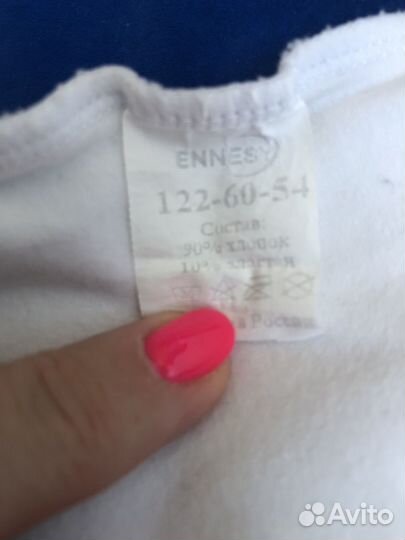 ENNESY
122-60-54
Состав:
90% хлопок
10% эластан
а Россия
Avito